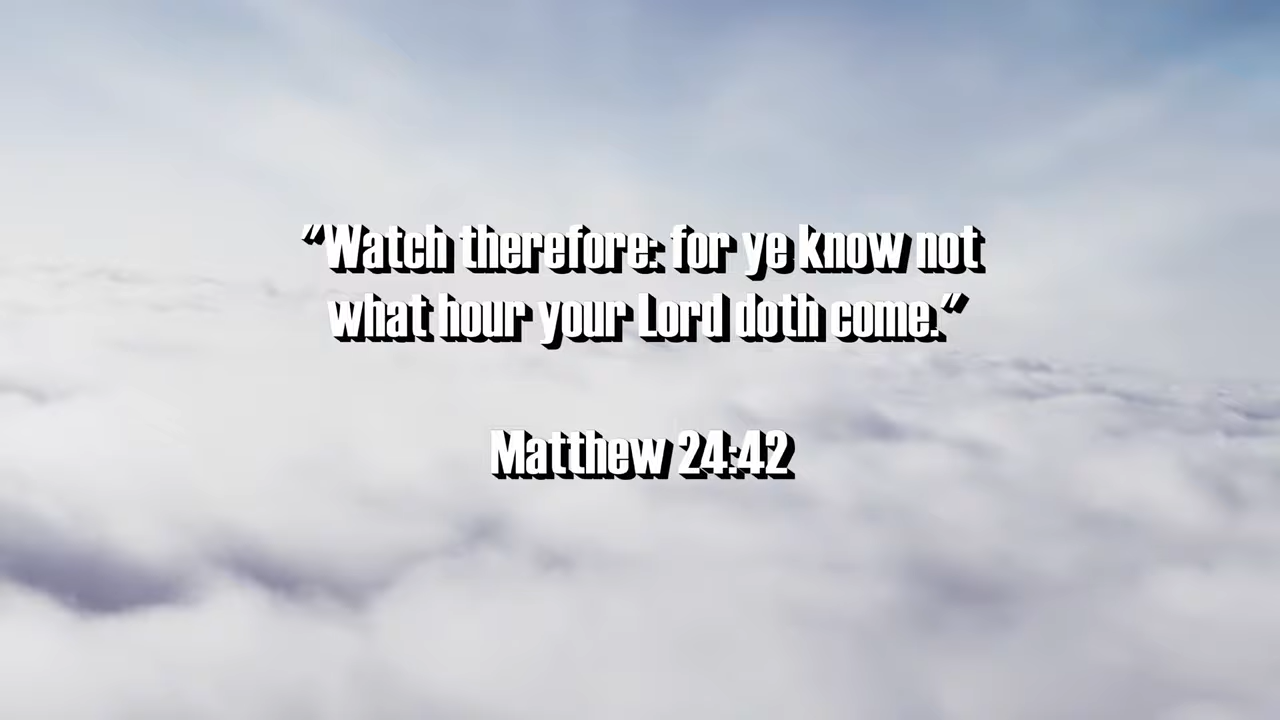 “Watch therefore: for ye know not
what hour your Lord doth come.”
Matthew 24:42